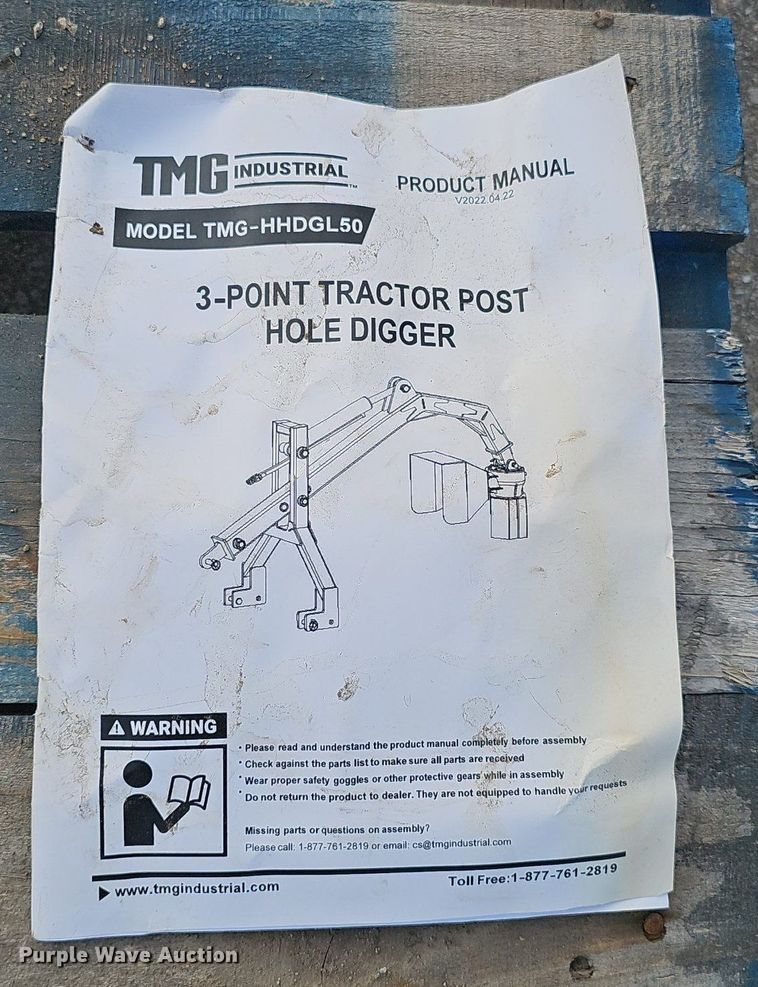 TMG INDUSTRIAL ™
PRODUCT MANUAL
V2022.04.22
MODEL TMG-HHDGL50
3-POINT TRACTOR POST
HOLE DIGGER
WARNING
• Please read and understand the product manual completely before assembly
• Check against the parts list to make sure all parts are received
• Wear proper safety goggles or other protective gears while in assembly
• Do not return the product to dealer. They are not equipped to handle your requests
Missing parts or questions on assembly?
Please call: 1-877-761-2819 or email: cs@tmgindustrial.com
www.tmgindustrial.com
Toll Free:1-877-761-2819
Purple Wave Auction